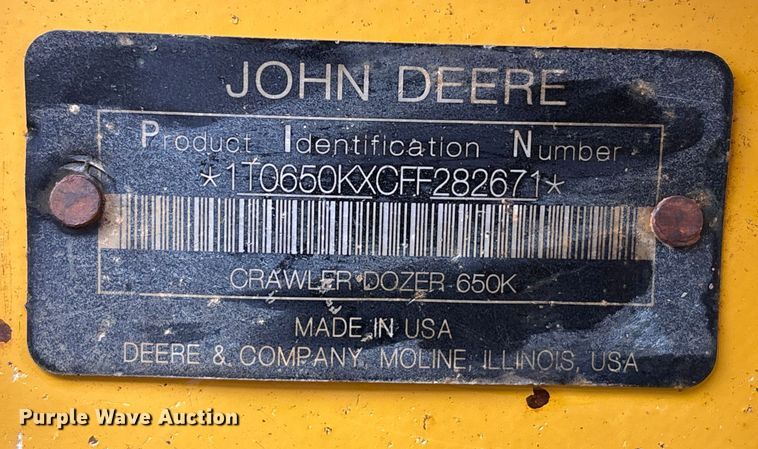 JOHN DEERE
Product Identification Number
*1T0650KXCFF282671*
CRAWLER DOZER 650K
MADE IN USA
DEERE & COMPANY, MOLINE, ILLINOIS, USA
Purple Wave Auction